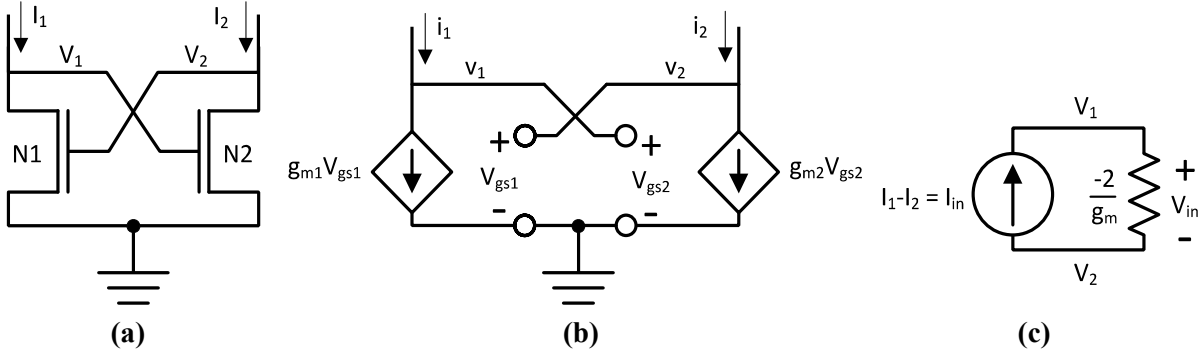 I₁ I₂
V₁ V₂
N1 N2
(a)
i₁ i₂
v₁ v₂
+ +
gm1Vgs1 Vgs1 Vgs2 gm2Vgs2
- -
(b)
V₁
I₁-I₂ = Iin -2/gm + Vin -
V₂
(c)